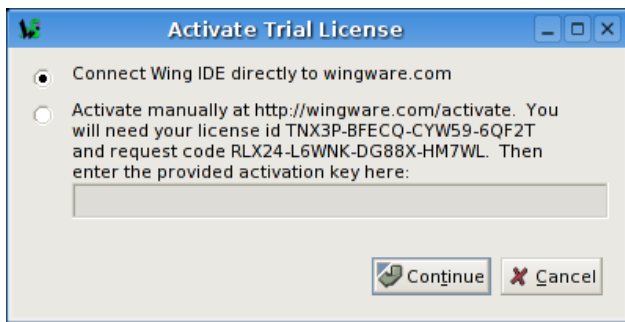 Activate Trial License
Connect Wing IDE directly to wingware.com
Activate manually at http://wingware.com/activate. You
will need your license id TNX3P-BFECQ-CYW59-6QF2T
and request code RLX24-L6WNK-DG88X-HM7WL. Then
enter the provided activation key here:
Continue
Cancel